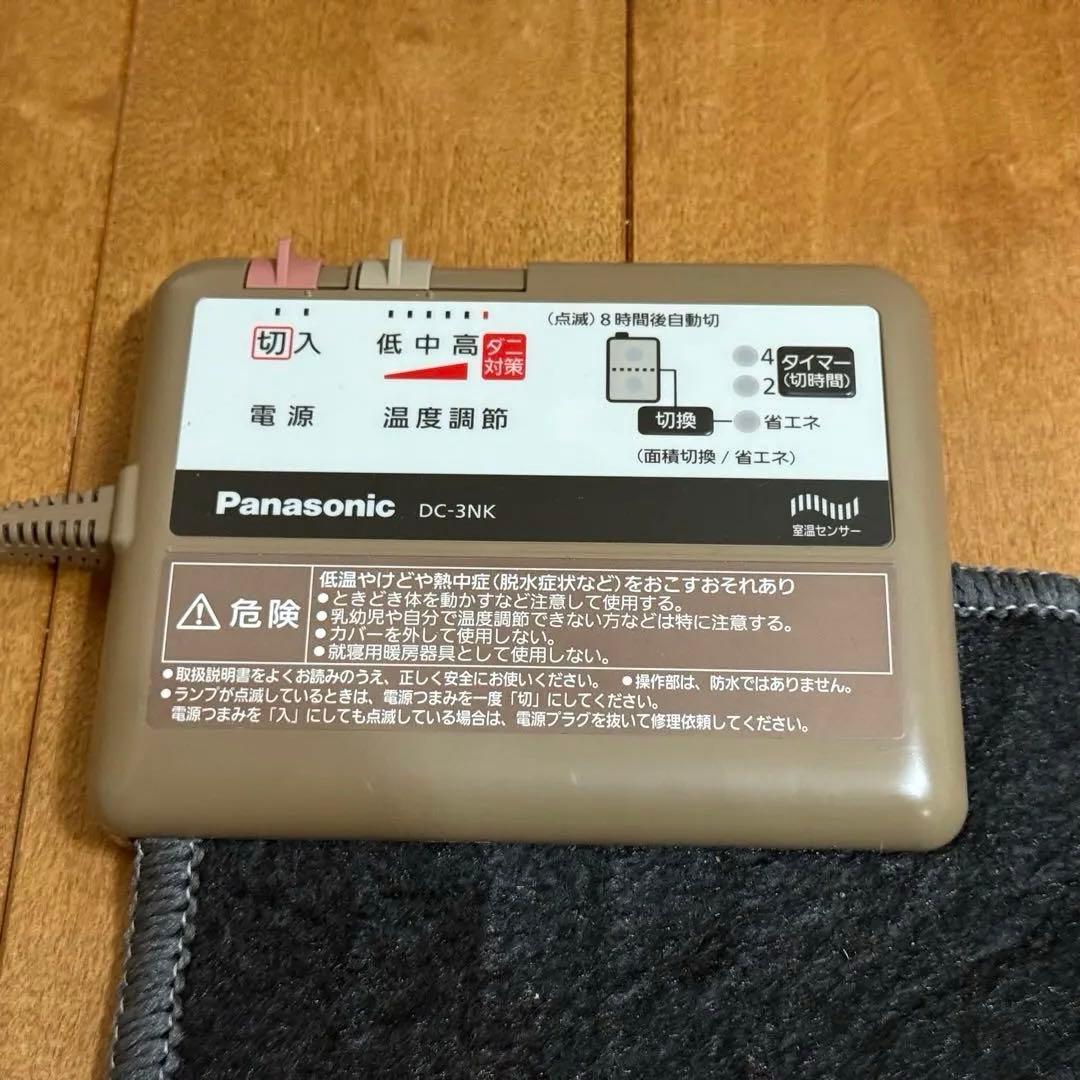 (点滅)8時間後自動切
切入
低中高
ダニ
対策
4
2
タイマー
(切時間)
電源
温度調節
切換
省エネ
(面積切換/省エネ)
Panasonic DC-3NK
室温センサー
危険
低温やけどや熱中症(脱水症状など)をおこすおそれあり
●ときどき体を動かすなど注意して使用する。
●乳幼児や自分で温度調節できない方などは特に注意する。
●カバーを外して使用しない。
●就寝用暖房器具として使用しない。
●取扱説明書をよくお読みのうえ、正しく安全にお使いください。 ●操作部は、防水ではありません。
●ランプが点滅しているときは、電源つまみを一度「切」にしてください。
電源つまみを「入」にしても点滅している場合は、電源プラグを抜いて修理依頼してください。